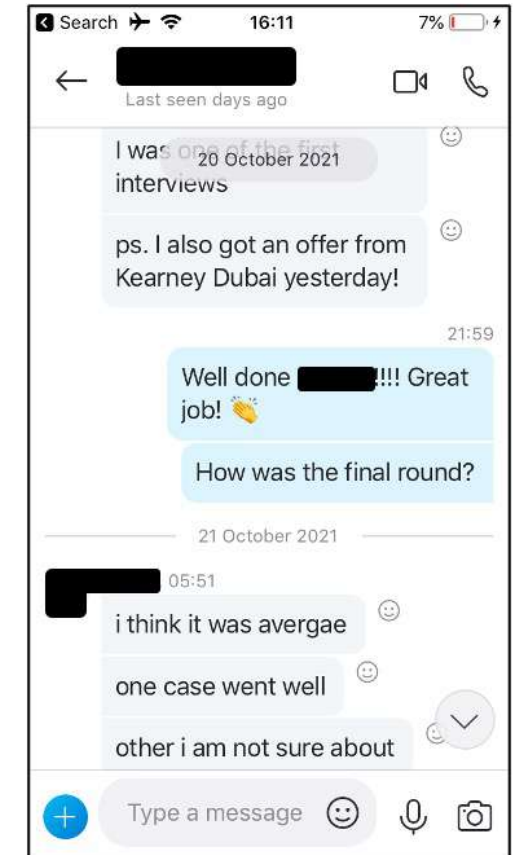 Search 16:11 7%
Last seen days ago
I was one of the first
20 October 2021
interviews
ps. I also got an offer from
Kearney Dubai yesterday!
21:59
Well done !!!! Great
job! 👏
How was the final round?
21 October 2021
05:51
i think it was avergae
one case went well
other i am not sure about
Type a message